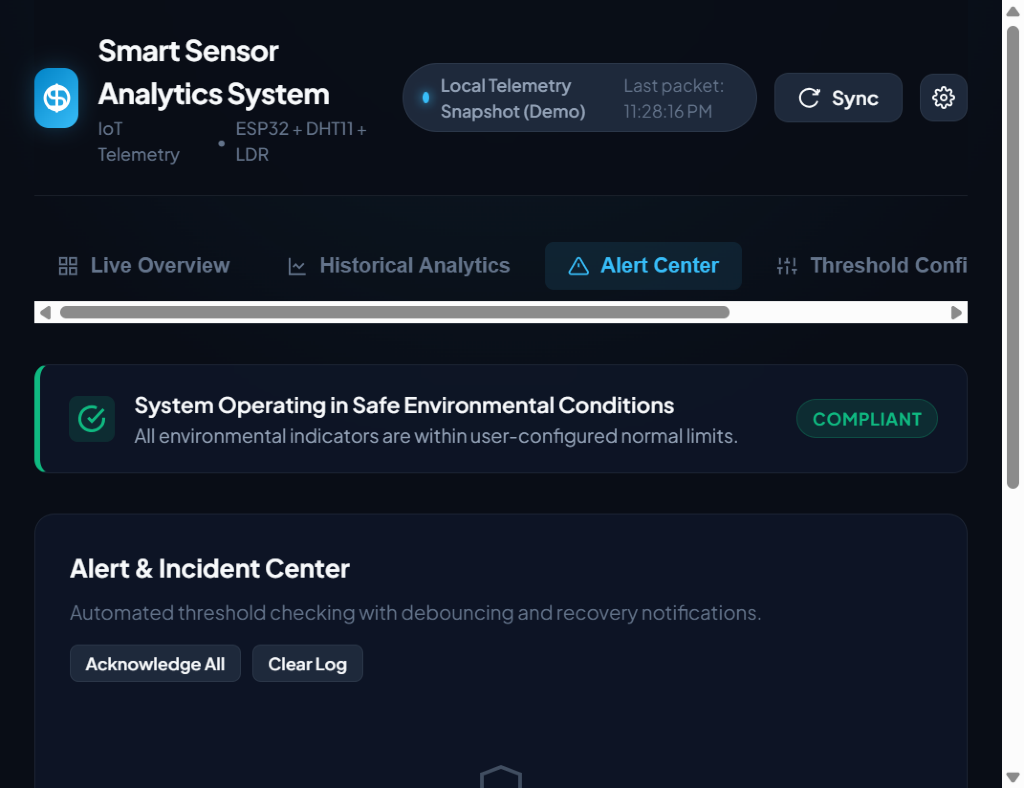 Smart Sensor
Analytics System
IoT
Telemetry
•
ESP32 + DHT11 +
LDR
Local Telemetry
Snapshot (Demo)
Last packet:
11:28:16 PM
Sync
Live Overview
Historical Analytics
Alert Center
Threshold Confi
System Operating in Safe Environmental Conditions
All environmental indicators are within user-configured normal limits.
COMPLIANT
Alert & Incident Center
Automated threshold checking with debouncing and recovery notifications.
Acknowledge All
Clear Log